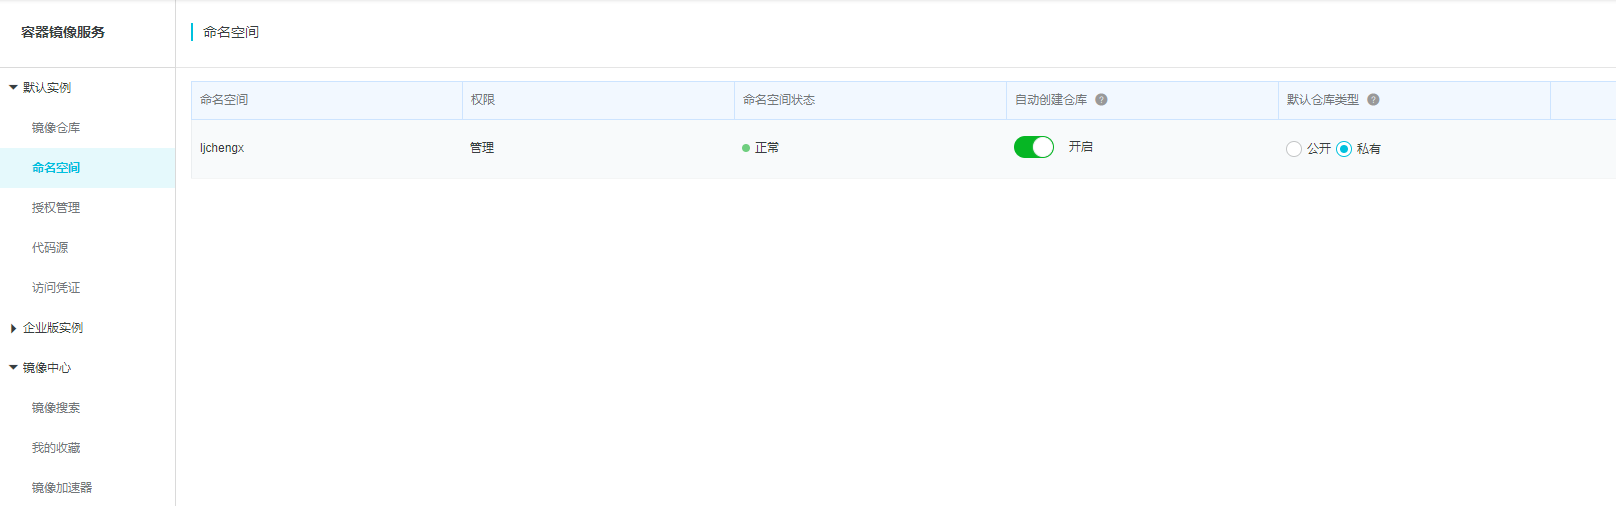 容器镜像服务
默认实例
镜像仓库
命名空间
授权管理
代码源
访问凭证
企业版实例
镜像中心
镜像搜索
我的收藏
镜像加速器
命名空间
命名空间 权限 命名空间状态 自动创建仓库 ? 默认仓库类型 ?
ljchengx 管理 正常 开启 公开 私有